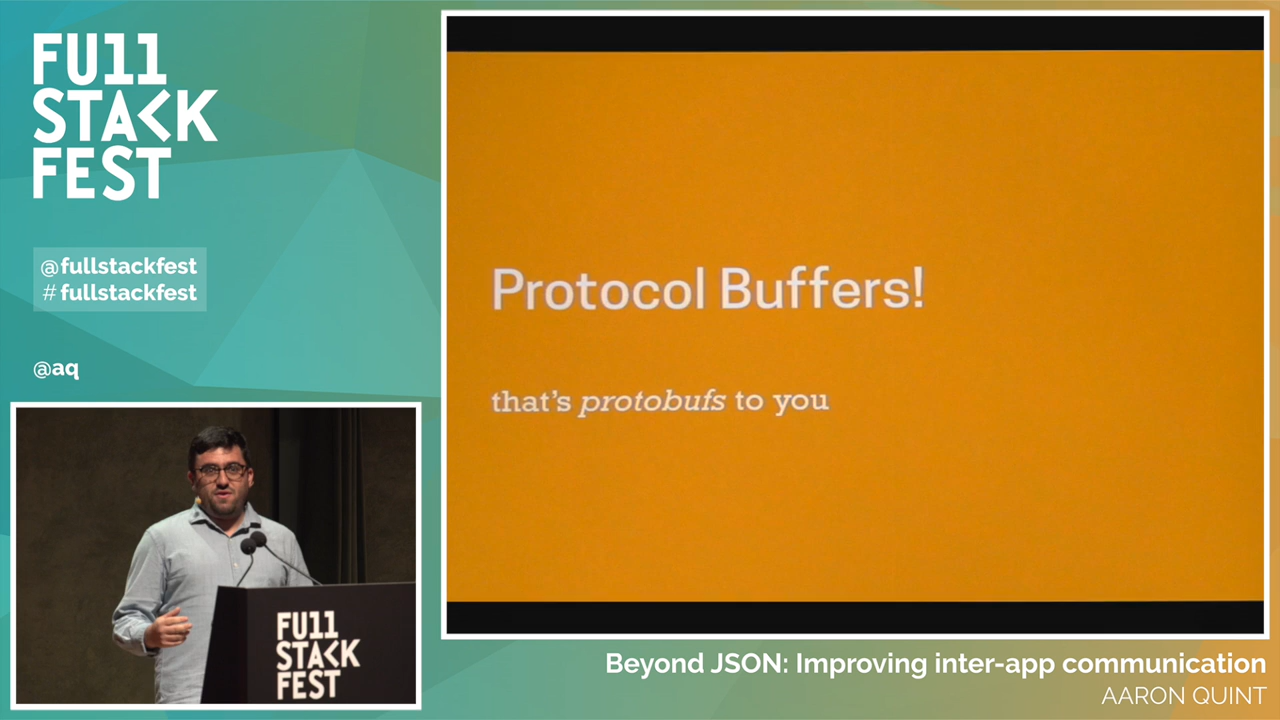 FU11
STACK
FEST
@fullstackfest
# fullstackfest
@aq
Protocol Buffers!
that's protobufs to you
FU11
STACK
FEST
Beyond JSON: Improving inter-app communication
AARON QUINT